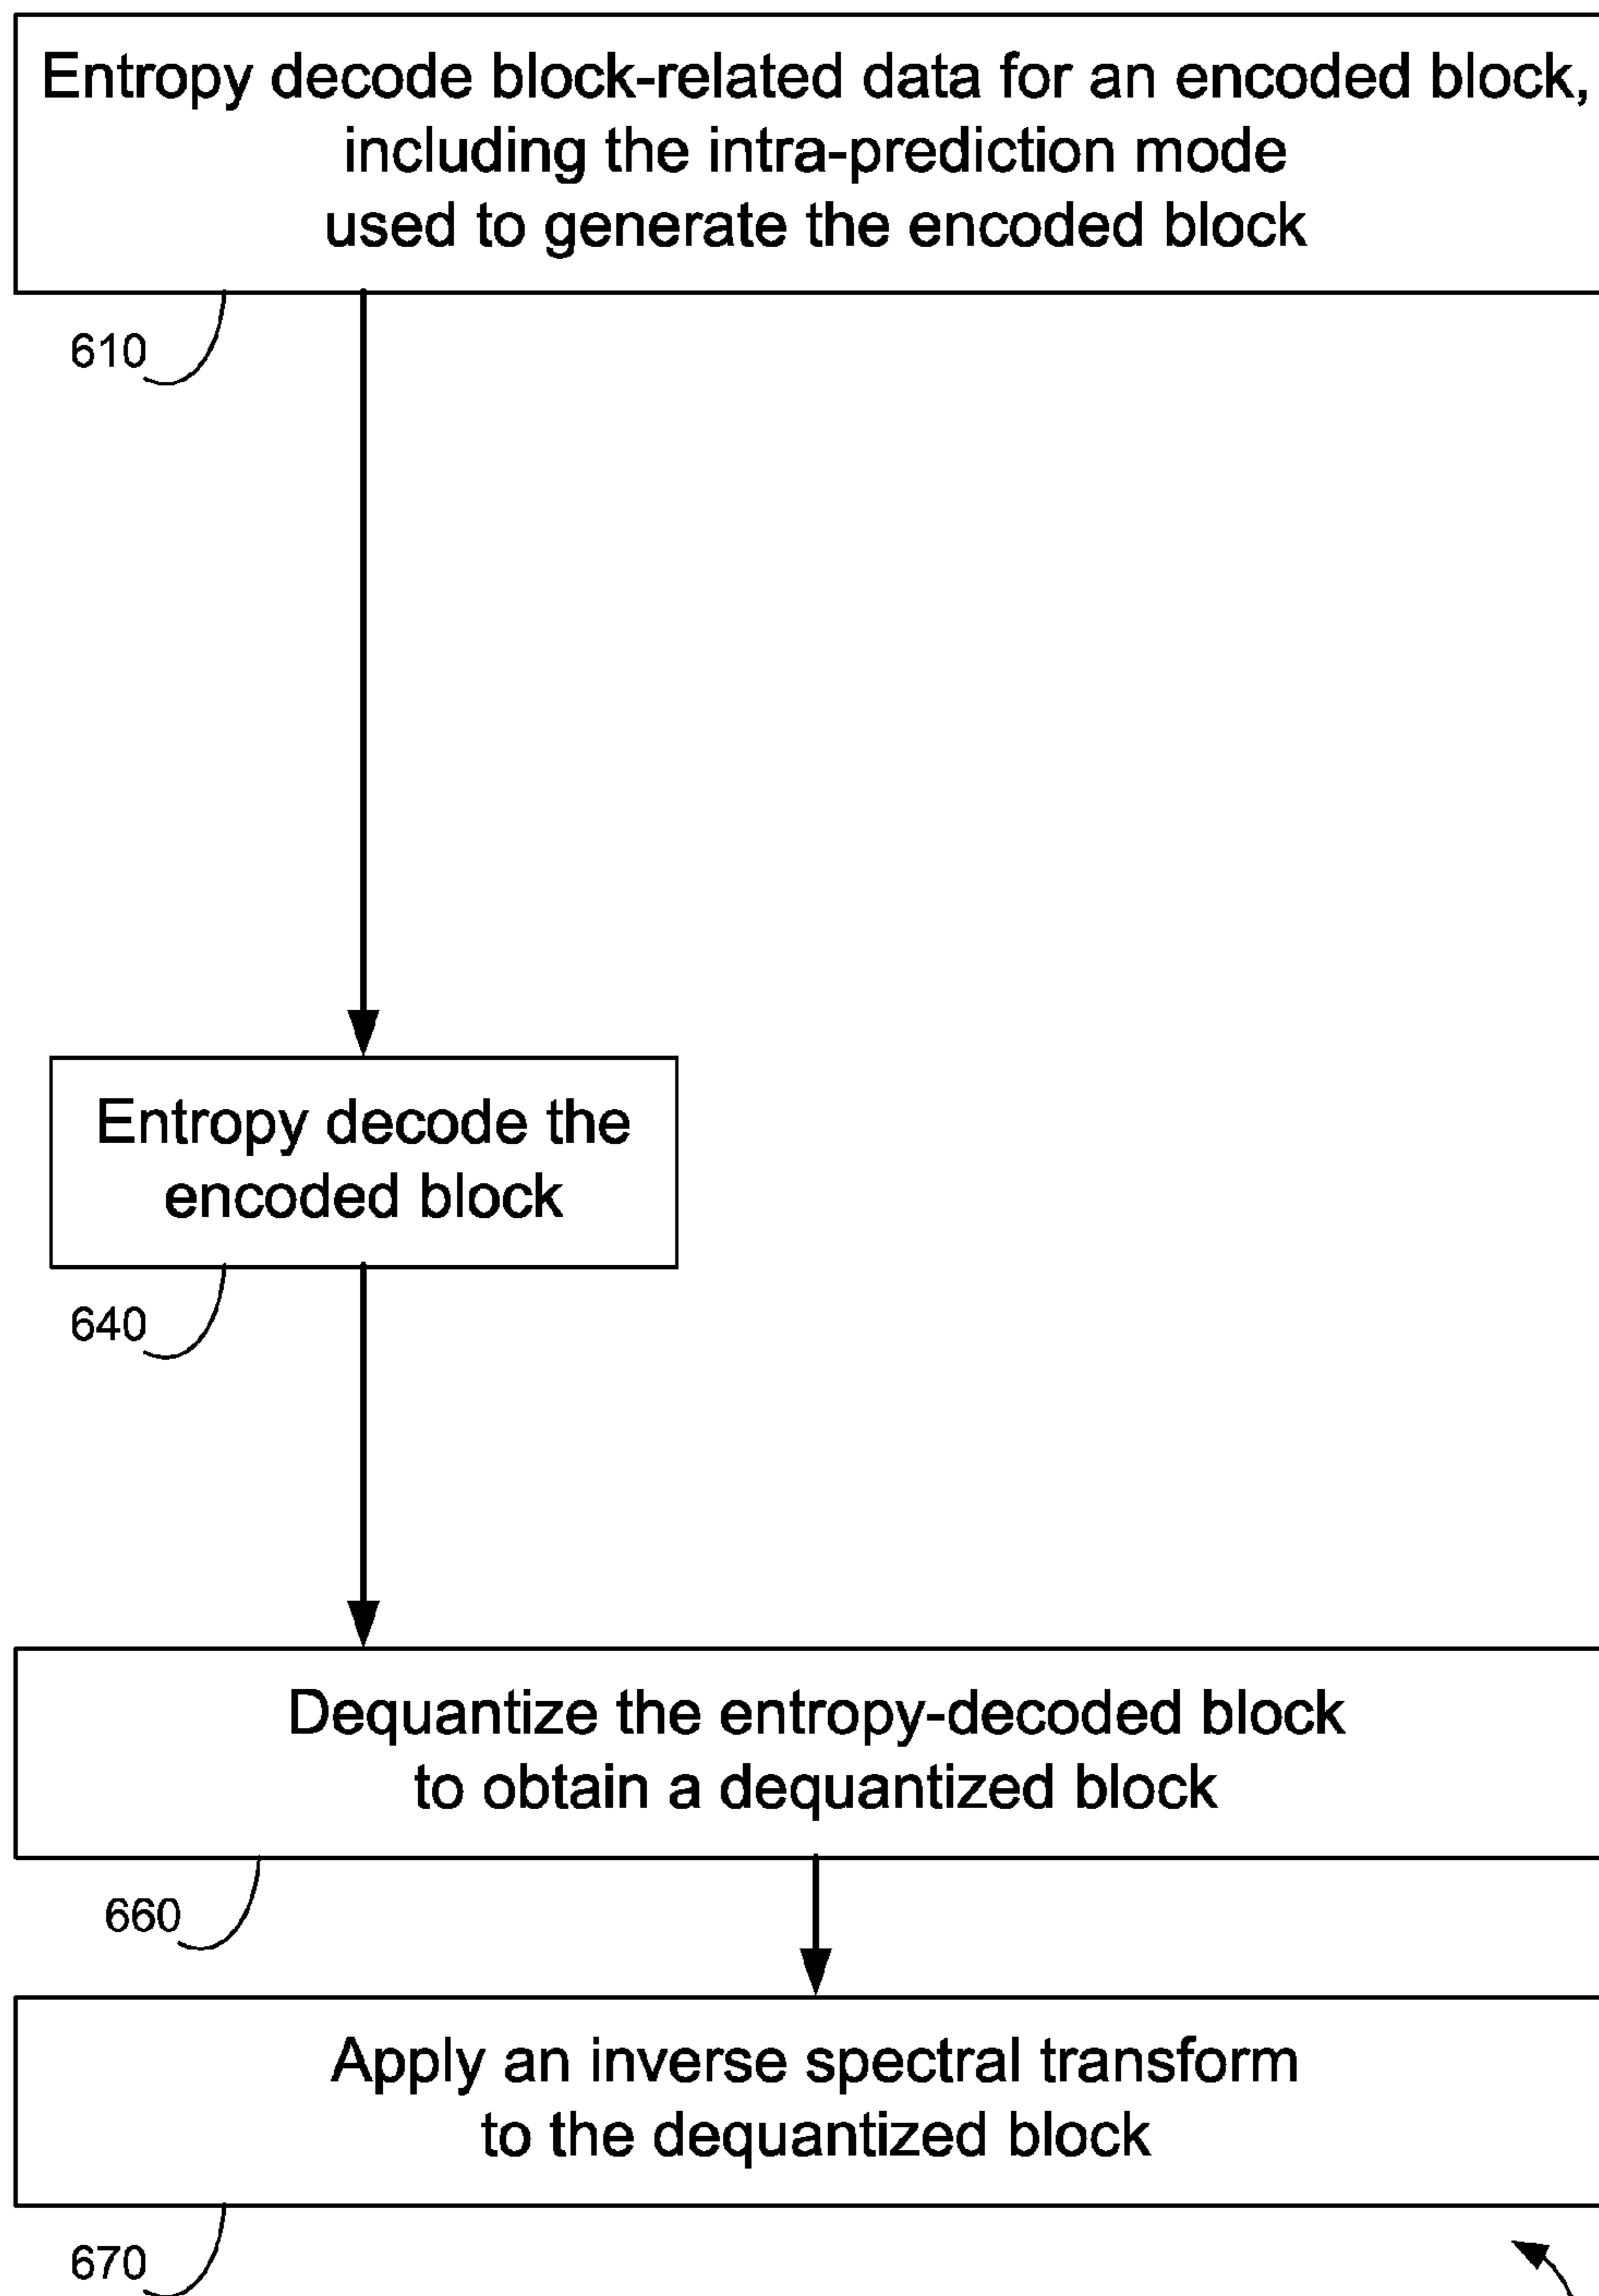 Entropy decode block-related data for an encoded block,
including the intra-prediction mode
used to generate the encoded block
610
Entropy decode the
encoded block
640
Dequantize the entropy-decoded block
to obtain a dequantized block
660
Apply an inverse spectral transform
to the dequantized block
670